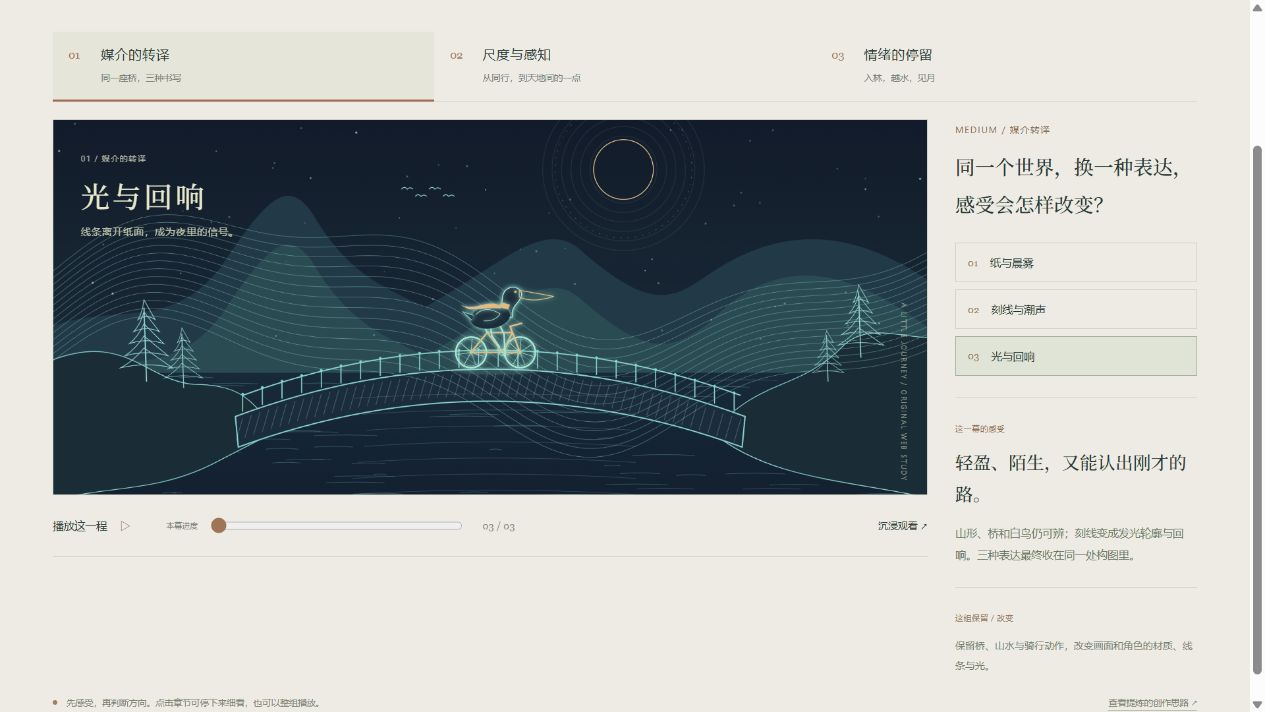 01 媒介的转译
同一座桥，三种书写
02 尺度与感知
从同行，到天地间的一点
03 情绪的停留
入林，越水，见月
01 / 媒介的转译
光与回响
线条离开纸面，成为夜里的信号。
A LITTLE JOURNEY / ORIGINAL WEB STUDY
播放这一程 ▷
本幕进度
03 / 03
沉浸观看 ↗
MEDIUM / 媒介转译
同一个世界，换一种表达，
感受会怎样改变？
01 纸与晨雾
02 刻线与潮声
03 光与回响
这一幕的感受
轻盈、陌生，又能认出刚才的
路。
山形、桥和白鸟仍可辨；刻线变成发光轮廓与回
响。三种表达最终收在同一处构图里。
这组保留 / 改变
保留桥、山水与骑行动作，改变画面和角色的材质、线
条与光。
先感受，再判断方向。点击章节可停下来细看，也可以整组播放。
查看提炼的创作思路 ↗